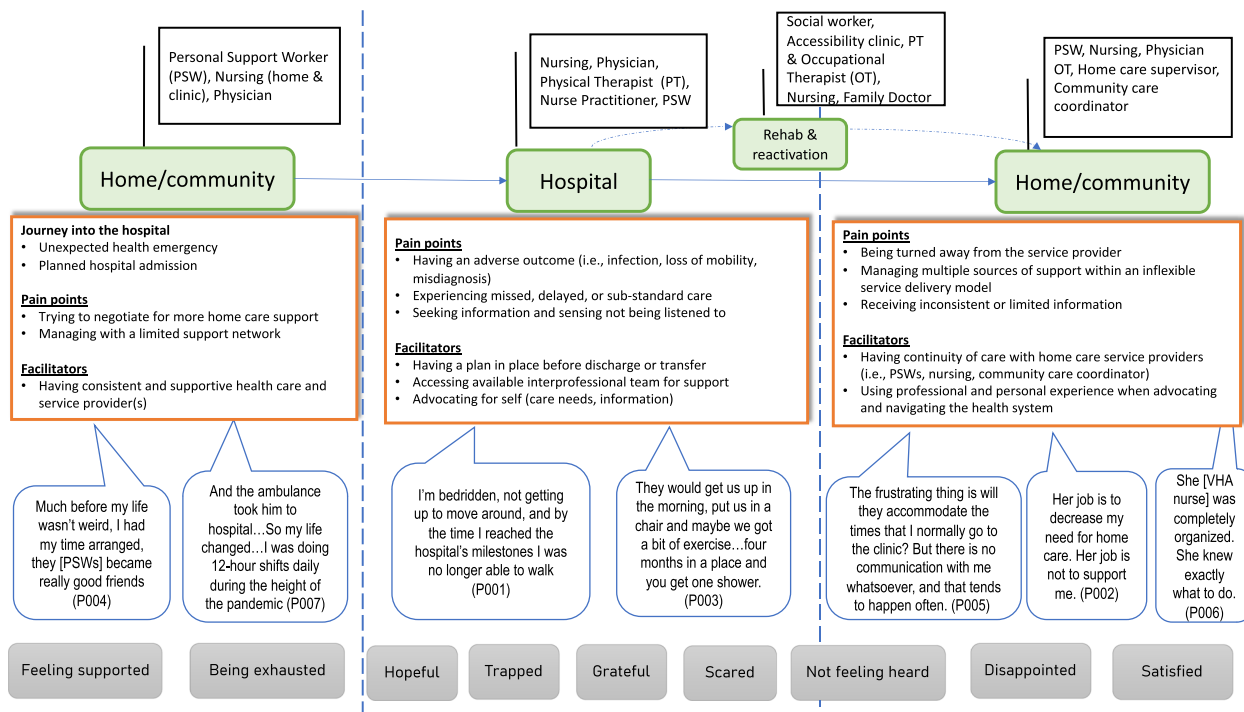 Personal Support Worker
(PSW), Nursing (home &
clinic), Physician
Nursing, Physician,
Physical Therapist (PT),
Nurse Practitioner, PSW
Social worker,
Accessibility clinic, PT
& Occupational
Therapist (OT),
Nursing, Family Doctor
PSW, Nursing, Physician
OT, Home care supervisor,
Community care
coordinator
Home/community
Hospital
Rehab &
reactivation
Home/community
Journey into the hospital
• Unexpected health emergency
• Planned hospital admission
Pain points
• Trying to negotiate for more home care support
• Managing with a limited support network
Facilitators
• Having consistent and supportive health care and
service provider(s)
Pain points
• Having an adverse outcome (i.e., infection, loss of mobility,
misdiagnosis)
• Experiencing missed, delayed, or sub-standard care
• Seeking information and sensing not being listened to
Facilitators
• Having a plan in place before discharge or transfer
• Accessing available interprofessional team for support
• Advocating for self (care needs, information)
Pain points
• Being turned away from the service provider
• Managing multiple sources of support within an inflexible
service delivery model
• Receiving inconsistent or limited information
Facilitators
• Having continuity of care with home care service providers
(i.e., PSWs, nursing, community care coordinator)
• Using professional and personal experience when advocating
and navigating the health system
Much before my life
wasn't weird, I had
my time arranged,
they [PSWs] became
really good friends
(P004)
And the ambulance
took him to
hospital…So my life
changed…I was doing
12-hour shifts daily
during the height of
the pandemic (P007)
I'm bedridden, not getting
up to move around, and by
the time I reached the
hospital's milestones I was
no longer able to walk
(P001)
They would get us up in
the morning, put us in a
chair and maybe we got
a bit of exercise…four
months in a place and
you get one shower.
(P003)
The frustrating thing is will
they accommodate the
times that I normally go to
the clinic? But there is no
communication with me
whatsoever, and that tends
to happen often. (P005)
Her job is to
decrease my
need for home
care. Her job is
not to support
me. (P002)
She [VHA
nurse] was
completely
organized.
She knew
exactly
what to do.
(P006)
Feeling supported
Being exhausted
Hopeful
Trapped
Grateful
Scared
Not feeling heard
Disappointed
Satisfied